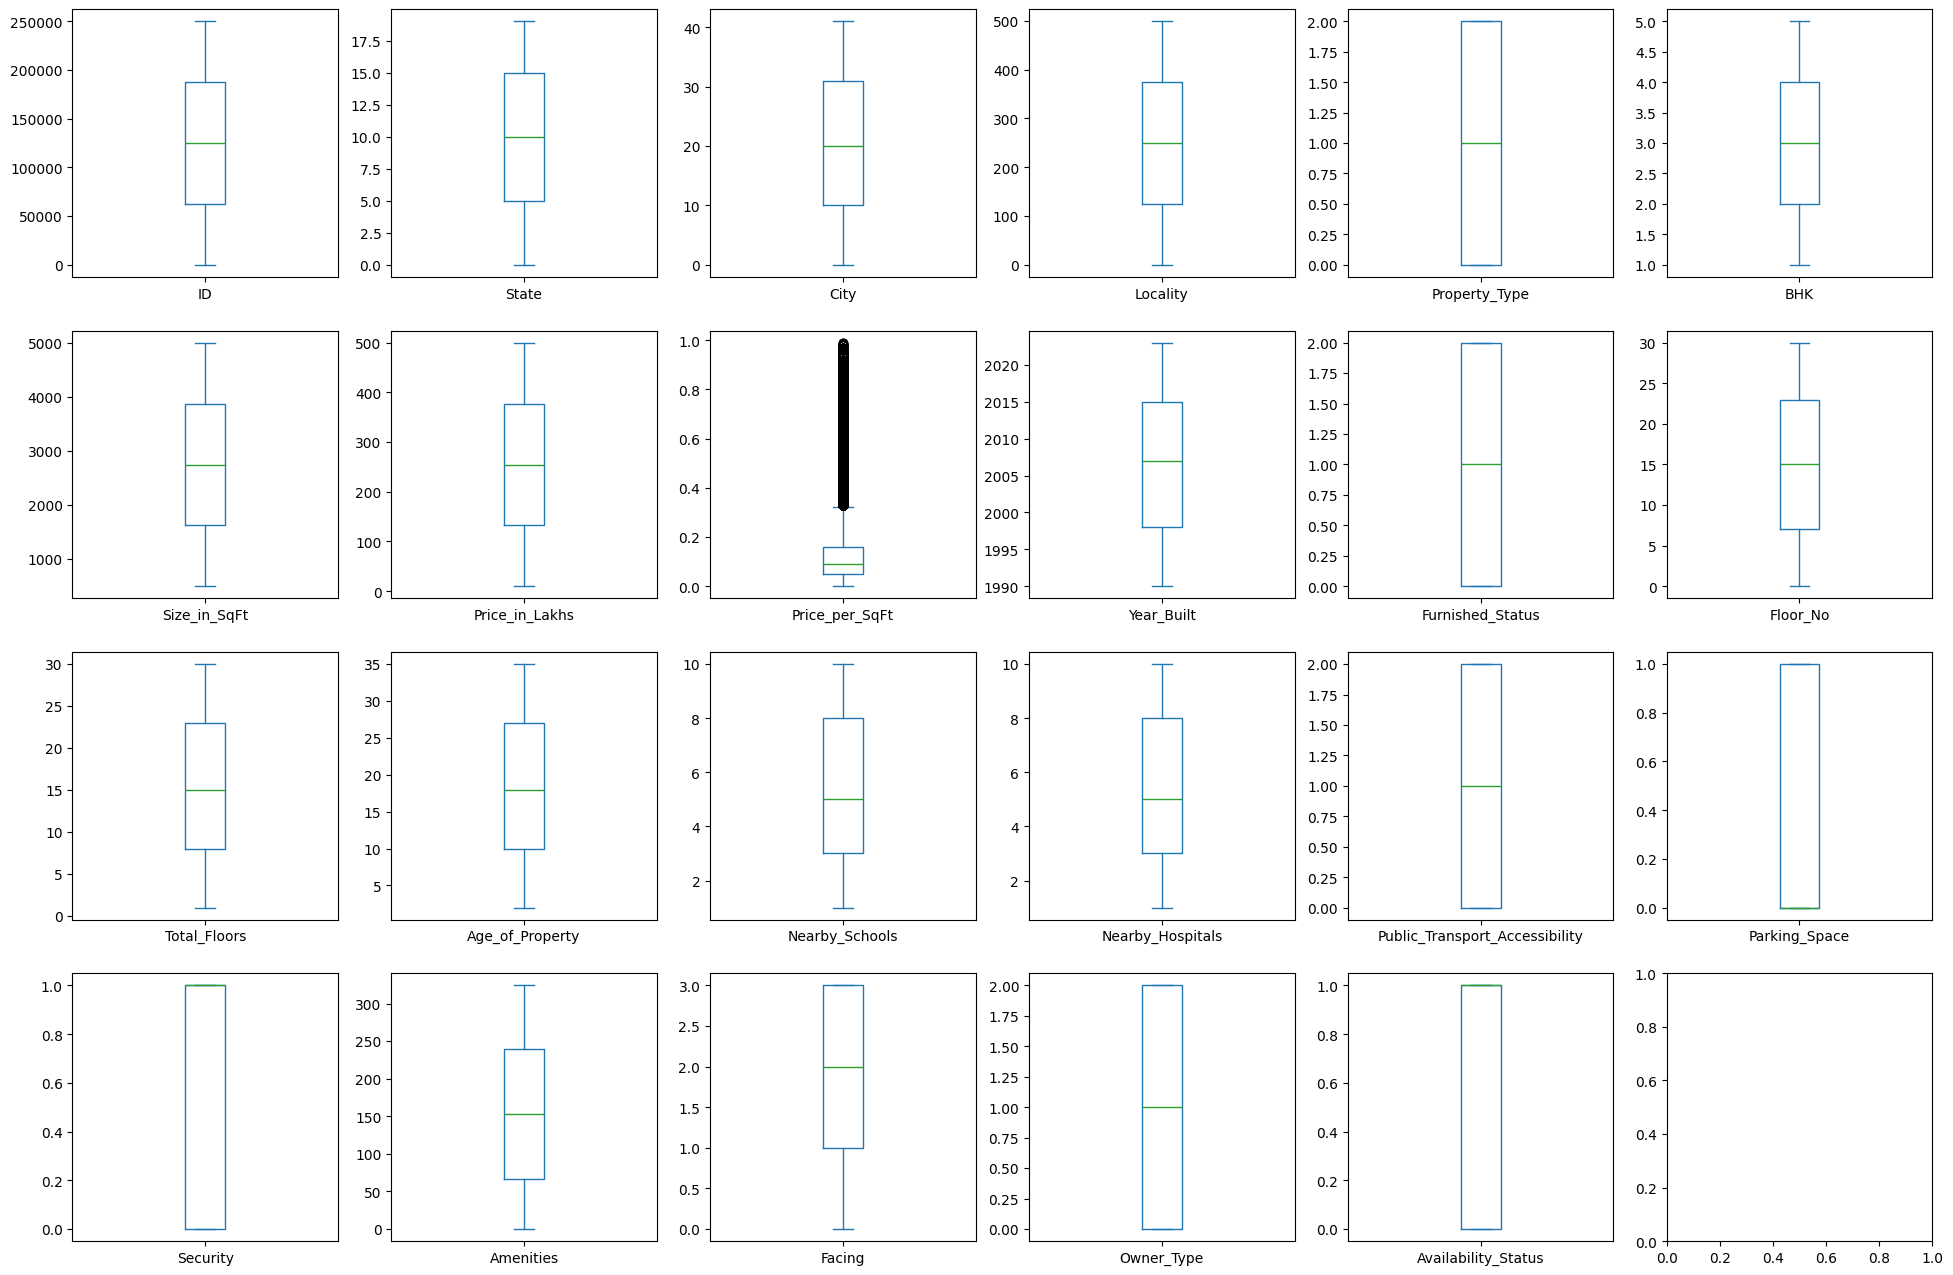 250000 200000 150000 100000 50000 0 ID
17.5 15.0 12.5 10.0 7.5 5.0 2.5 0.0 State
40 30 20 10 0 City
500 400 300 200 100 0 Locality
2.00 1.75 1.50 1.25 1.00 0.75 0.50 0.25 0.00 Property_Type
5.0 4.5 4.0 3.5 3.0 2.5 2.0 1.5 1.0 BHK
5000 4000 3000 2000 1000 Size_in_SqFt
500 400 300 200 100 0 Price_in_Lakhs
1.0 0.8 0.6 0.4 0.2 0.0 Price_per_SqFt
2020 2015 2010 2005 2000 1995 1990 Year_Built
2.00 1.75 1.50 1.25 1.00 0.75 0.50 0.25 0.00 Furnished_Status
30 25 20 15 10 5 0 Floor_No
30 25 20 15 10 5 0 Total_Floors
35 30 25 20 15 10 5 Age_of_Property
10 8 6 4 2 Nearby_Schools
10 8 6 4 2 Nearby_Hospitals
2.00 1.75 1.50 1.25 1.00 0.75 0.50 0.25 0.00 Public_Transport_Accessibility
1.0 0.8 0.6 0.4 0.2 0.0 Parking_Space
1.0 0.8 0.6 0.4 0.2 0.0 Security
300 250 200 150 100 50 0 Amenities
3.0 2.5 2.0 1.5 1.0 0.5 0.0 Facing
2.00 1.75 1.50 1.25 1.00 0.75 0.50 0.25 0.00 Owner_Type
1.0 0.8 0.6 0.4 0.2 0.0 Availability_Status
1.0 0.8 0.6 0.4 0.2 0.0
0.0 0.2 0.4 0.6 0.8 1.0